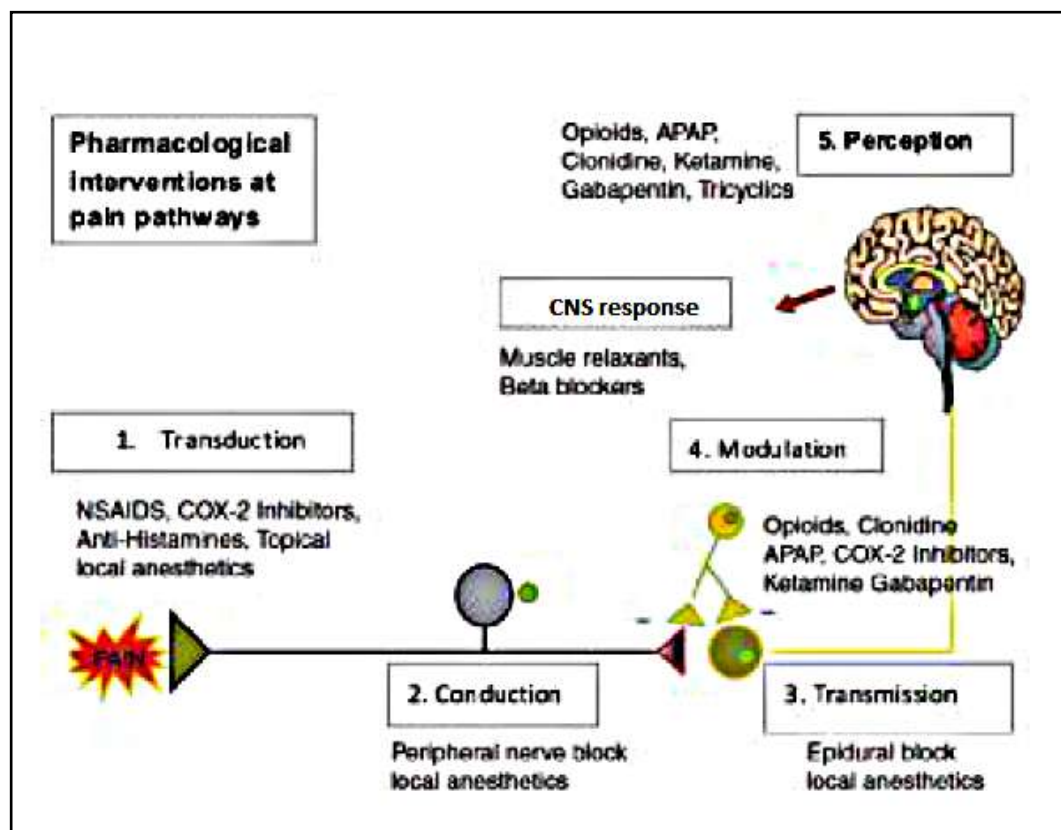 Pharmacological
interventions at
pain pathways
Opioids, APAP,
Clonidine, Ketamine,
Gabapentin, Tricyclics
5. Perception
CNS response
Muscle relaxants,
Beta blockers
1. Transduction
NSAIDS, COX-2 Inhibitors,
Anti-Histamines, Topical
local anesthetics
4. Modulation
Opioids, Clonidine
APAP, COX-2 Inhibitors,
Ketamine Gabapentin
PAIN
2. Conduction
Peripheral nerve block
local anesthetics
3. Transmission
Epidural block
local anesthetics